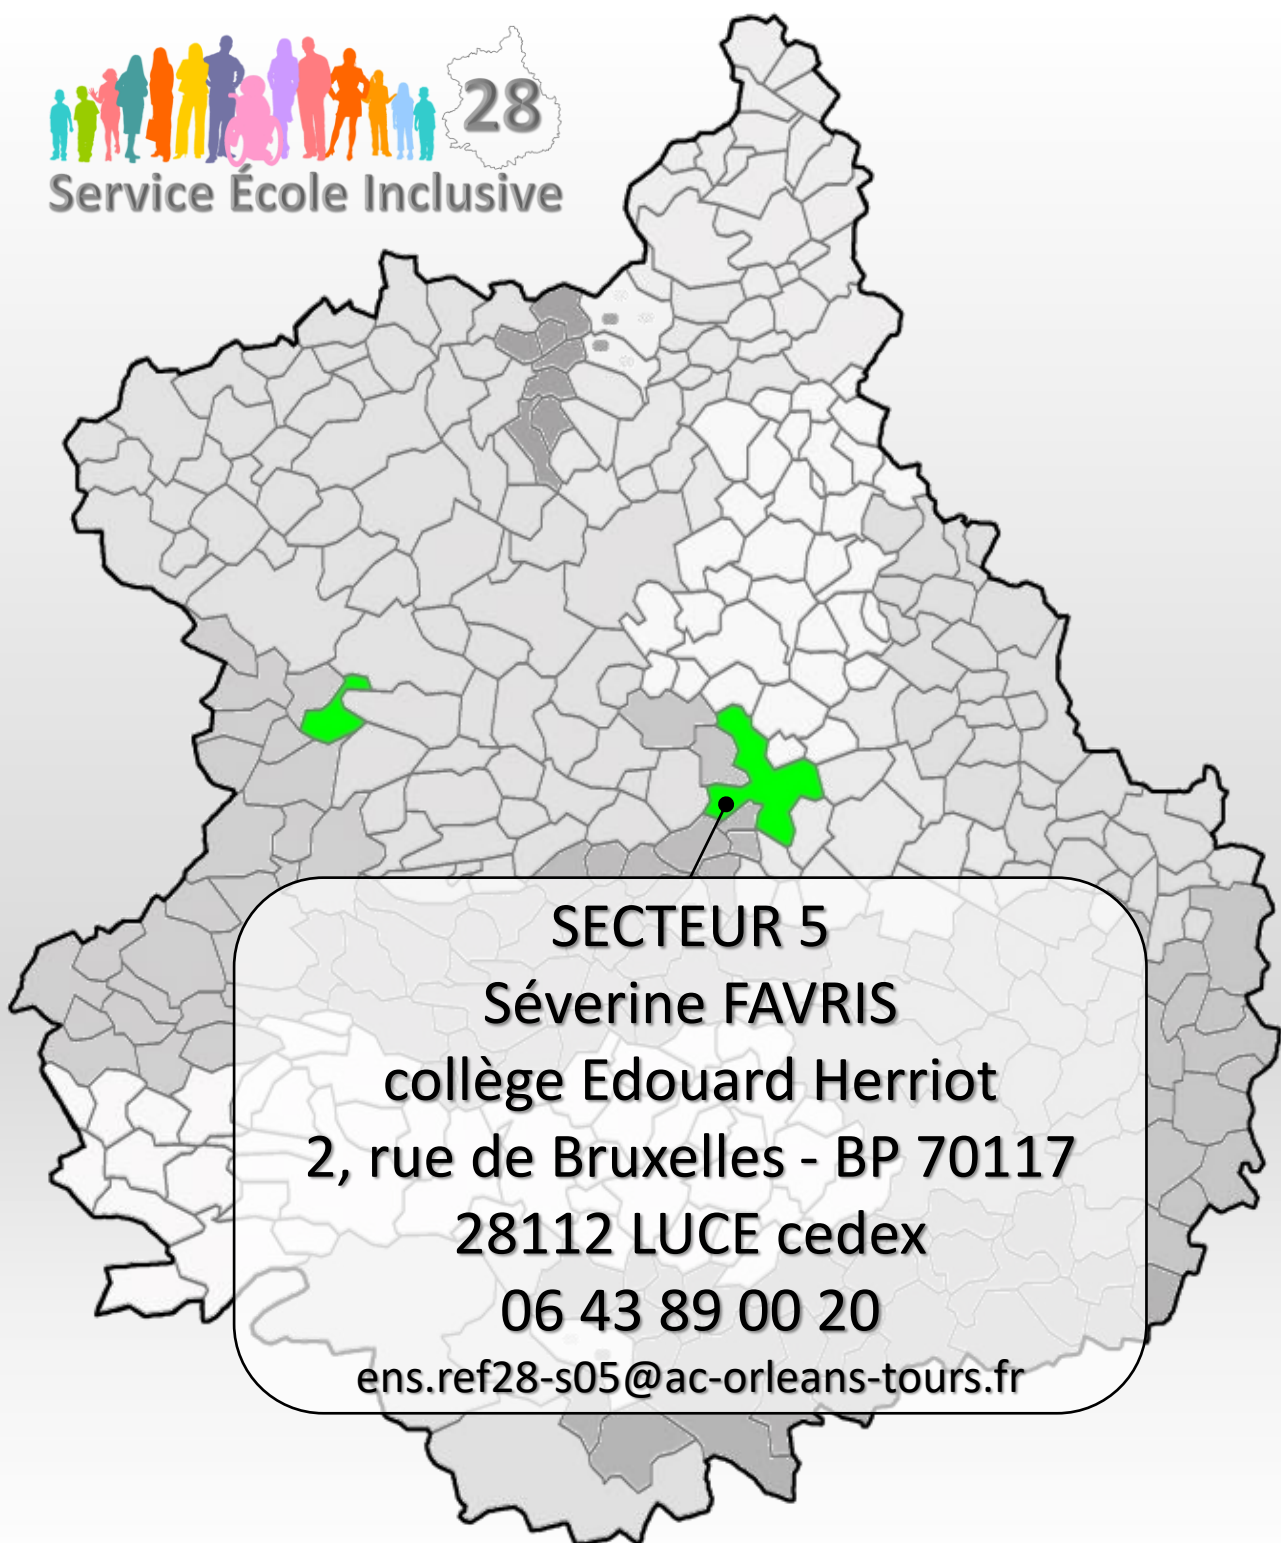 28
Service École Inclusive
SECTEUR 5
Séverine FAVRIS
collège Edouard Herriot
2, rue de Bruxelles - BP 70117
28112 LUCE cedex
06 43 89 00 20
ens.ref28-s05@ac-orleans-tours.fr